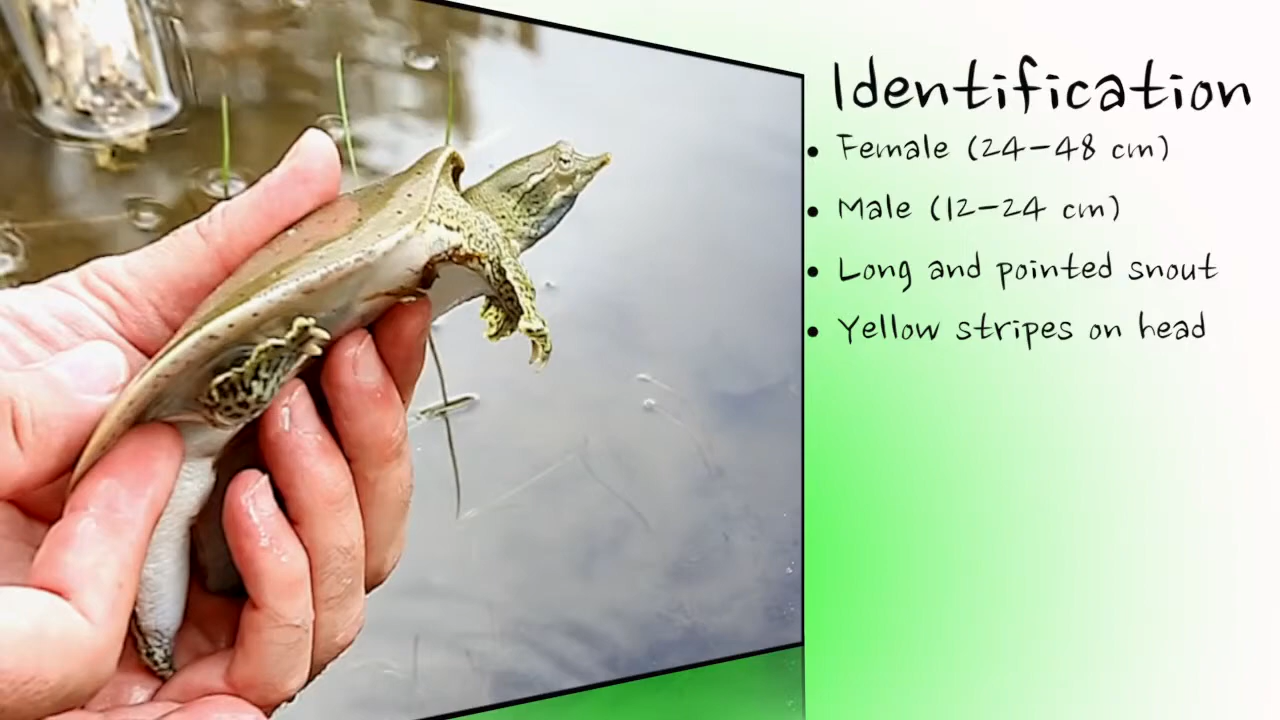 Identification
• Female (24-48 cm)
• Male (12-24 cm)
• Long and pointed snout
• Yellow stripes on head